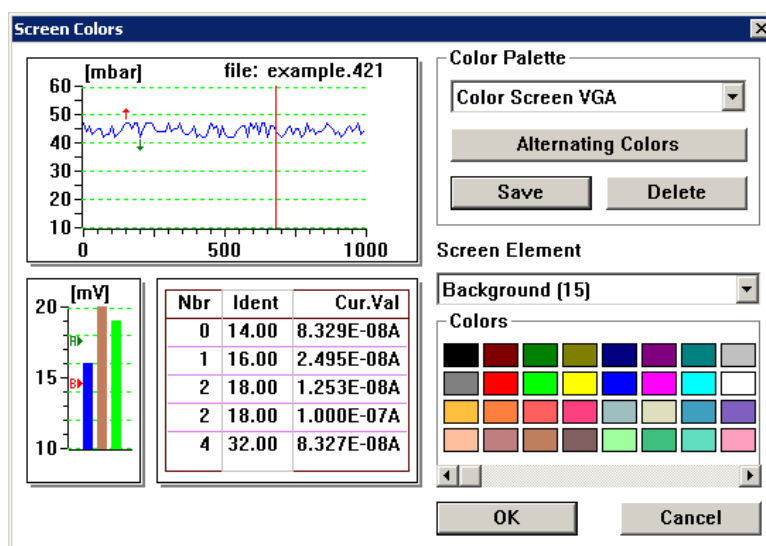 Screen Colors
[mbar] file: example.421
60
50
40
30
20
10
0 500 1000
[mV]
20
15
10
A
B
Nbr Ident Cur.Val
0 14.00 8.329E-08A
1 16.00 2.495E-08A
2 18.00 1.253E-08A
2 18.00 1.000E-07A
4 32.00 8.327E-08A
Color Palette
Color Screen VGA
Alternating Colors
Save Delete
Screen Element
Background (15)
Colors
OK Cancel